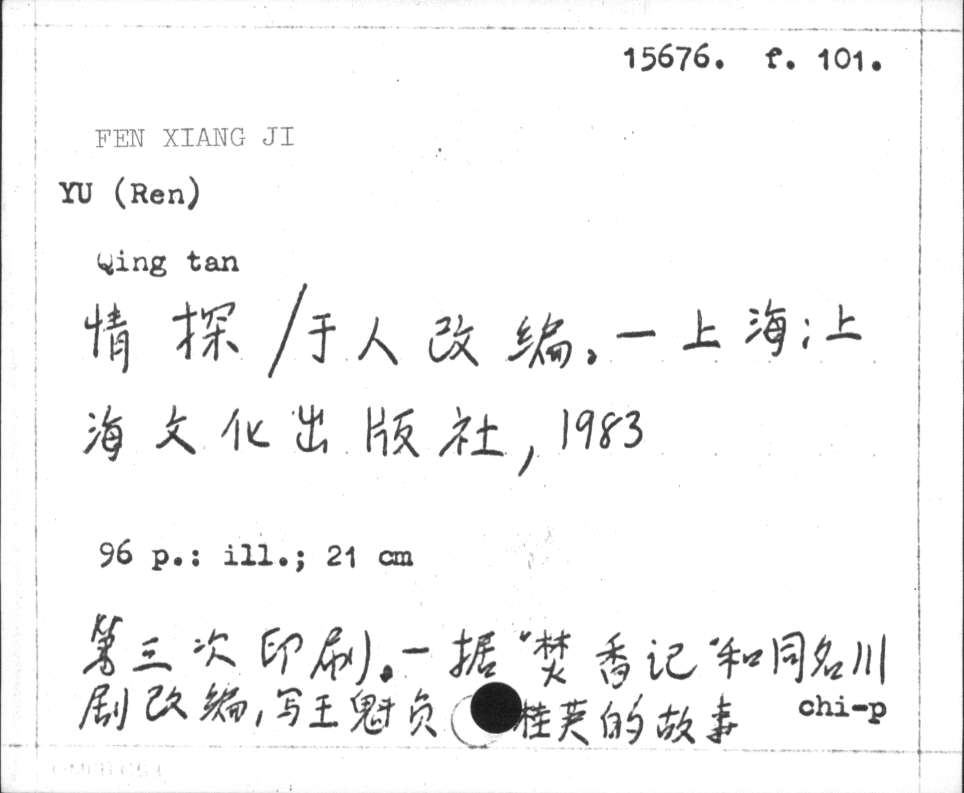 15676. f. 101.
FEN XIANG JI
YU (Ren)
Qing tan
情探/于人改编。—上海:上
海文化出版社, 1983
96 p.: ill.; 21 cm
第三次印刷。—据“焚香记”和同名川
剧改编,写王魁负 桂英的故事
chi-p